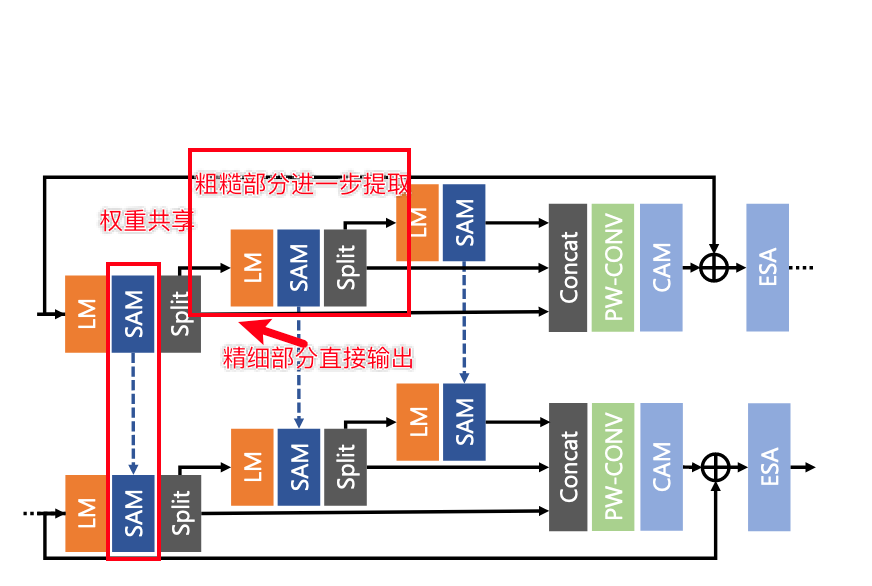 粗糙部分进一步提取
权重共享
LM
SAM
Split
LM
SAM
Split
LM
SAM
Concat
PW-CONV
CAM
ESA
精细部分直接输出
LM
SAM
Split
LM
SAM
Split
LM
SAM
Concat
PW-CONV
CAM
ESA